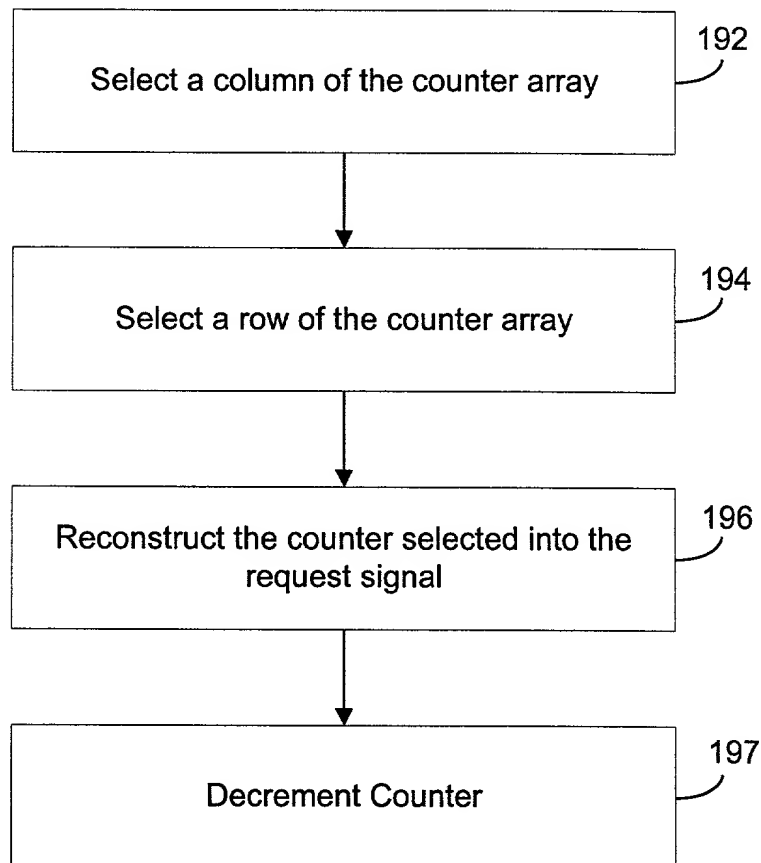 192
Select a column of the counter array
194
Select a row of the counter array
196
Reconstruct the counter selected into the
request signal
197
Decrement Counter